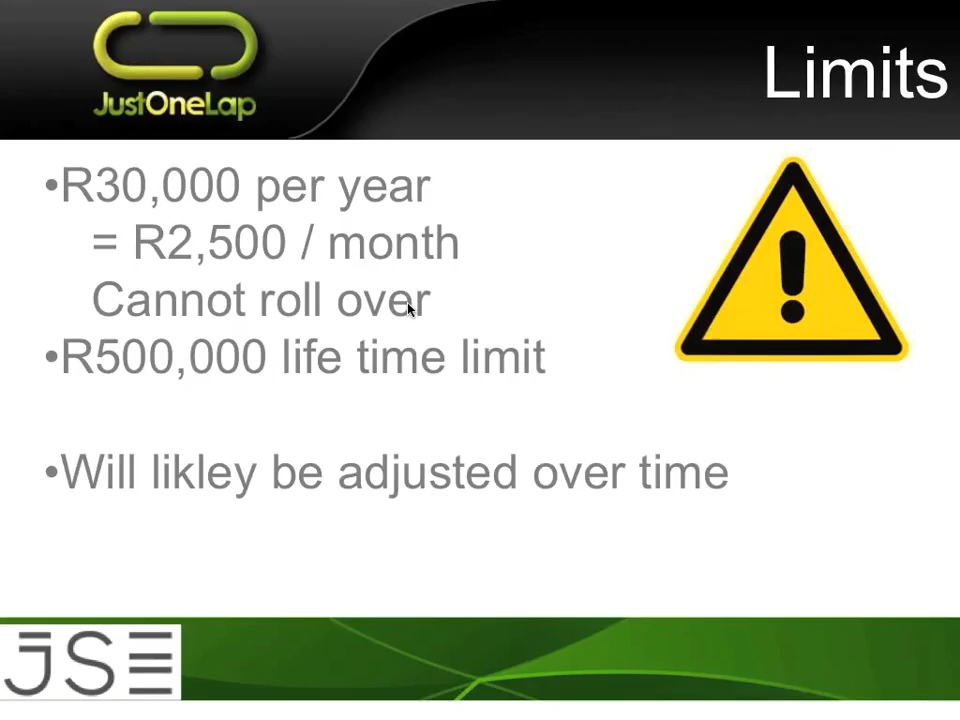 JustOneLap
Limits
•R30,000 per year
= R2,500 / month
Cannot roll over
•R500,000 life time limit
•Will likley be adjusted over time
JSE